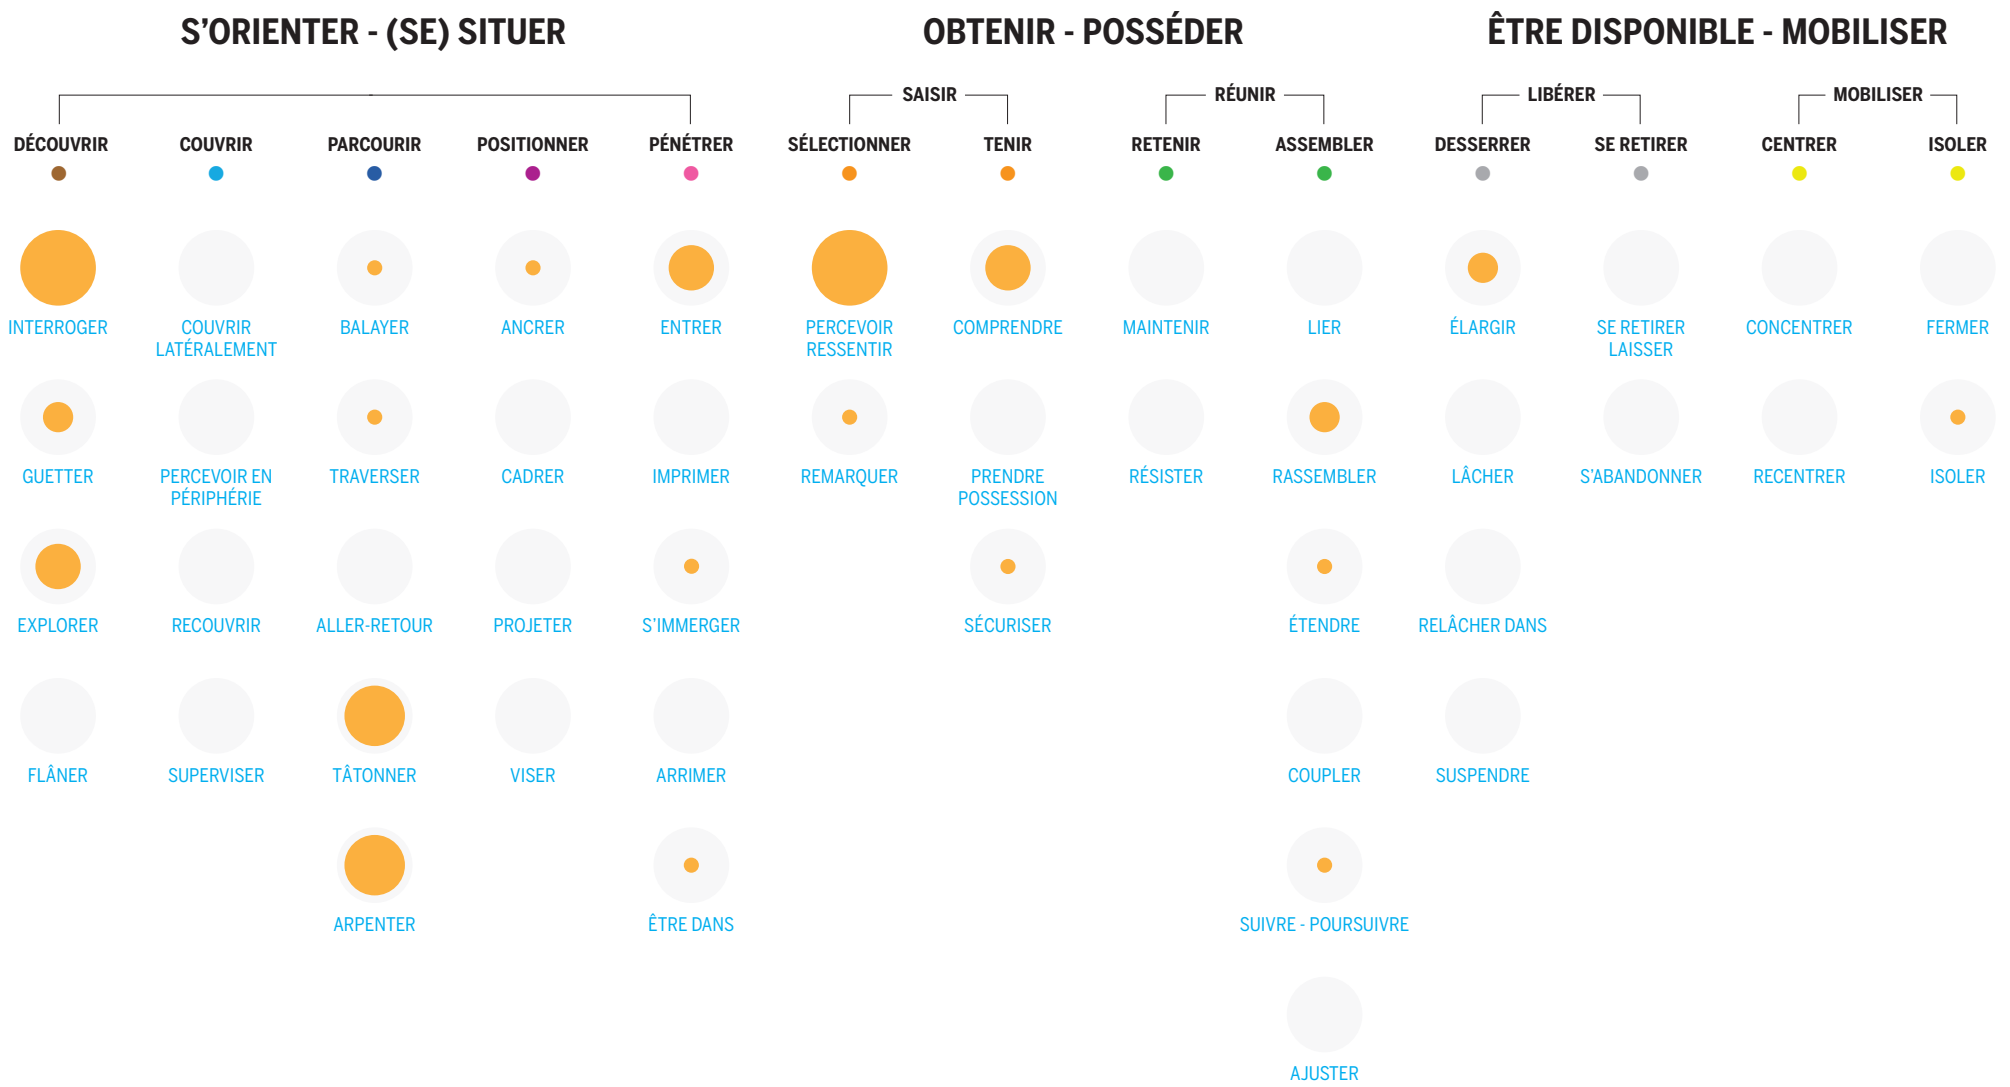 S’ORIENTER - (SE) SITUER
OBTENIR - POSSÉDER
ÊTRE DISPONIBLE - MOBILISER
SAISIR
RÉUNIR
LIBÉRER
MOBILISER
DÉCOUVRIR
COUVRIR
PARCOURIR
POSITIONNER
PÉNÉTRER
SÉLECTIONNER
TENIR
RETENIR
ASSEMBLER
DESSERRER
SE RETIRER
CENTRER
ISOLER
INTERROGER
COUVRIR
LATÉRALEMENT
BALAYER
ANCRER
ENTRER
PERCEVOIR
RESSENTIR
COMPRENDRE
MAINTENIR
LIER
ÉLARGIR
SE RETIRER
LAISSER
CONCENTRER
FERMER
GUETTER
PERCEVOIR EN
PÉRIPHÉRIE
TRAVERSER
CADRER
IMPRIMER
REMARQUER
PRENDRE
POSSESSION
RÉSISTER
RASSEMBLER
LÂCHER
S’ABANDONNER
RECENTRER
ISOLER
EXPLORER
RECOUVRIR
ALLER-RETOUR
PROJETER
S’IMMERGER
SÉCURISER
ÉTENDRE
RELÂCHER DANS
FLÂNER
SUPERVISER
TÂTONNER
VISER
ARRIMER
COUPLER
SUSPENDRE
ARPENTER
ÊTRE DANS
SUIVRE - POURSUIVRE
AJUSTER